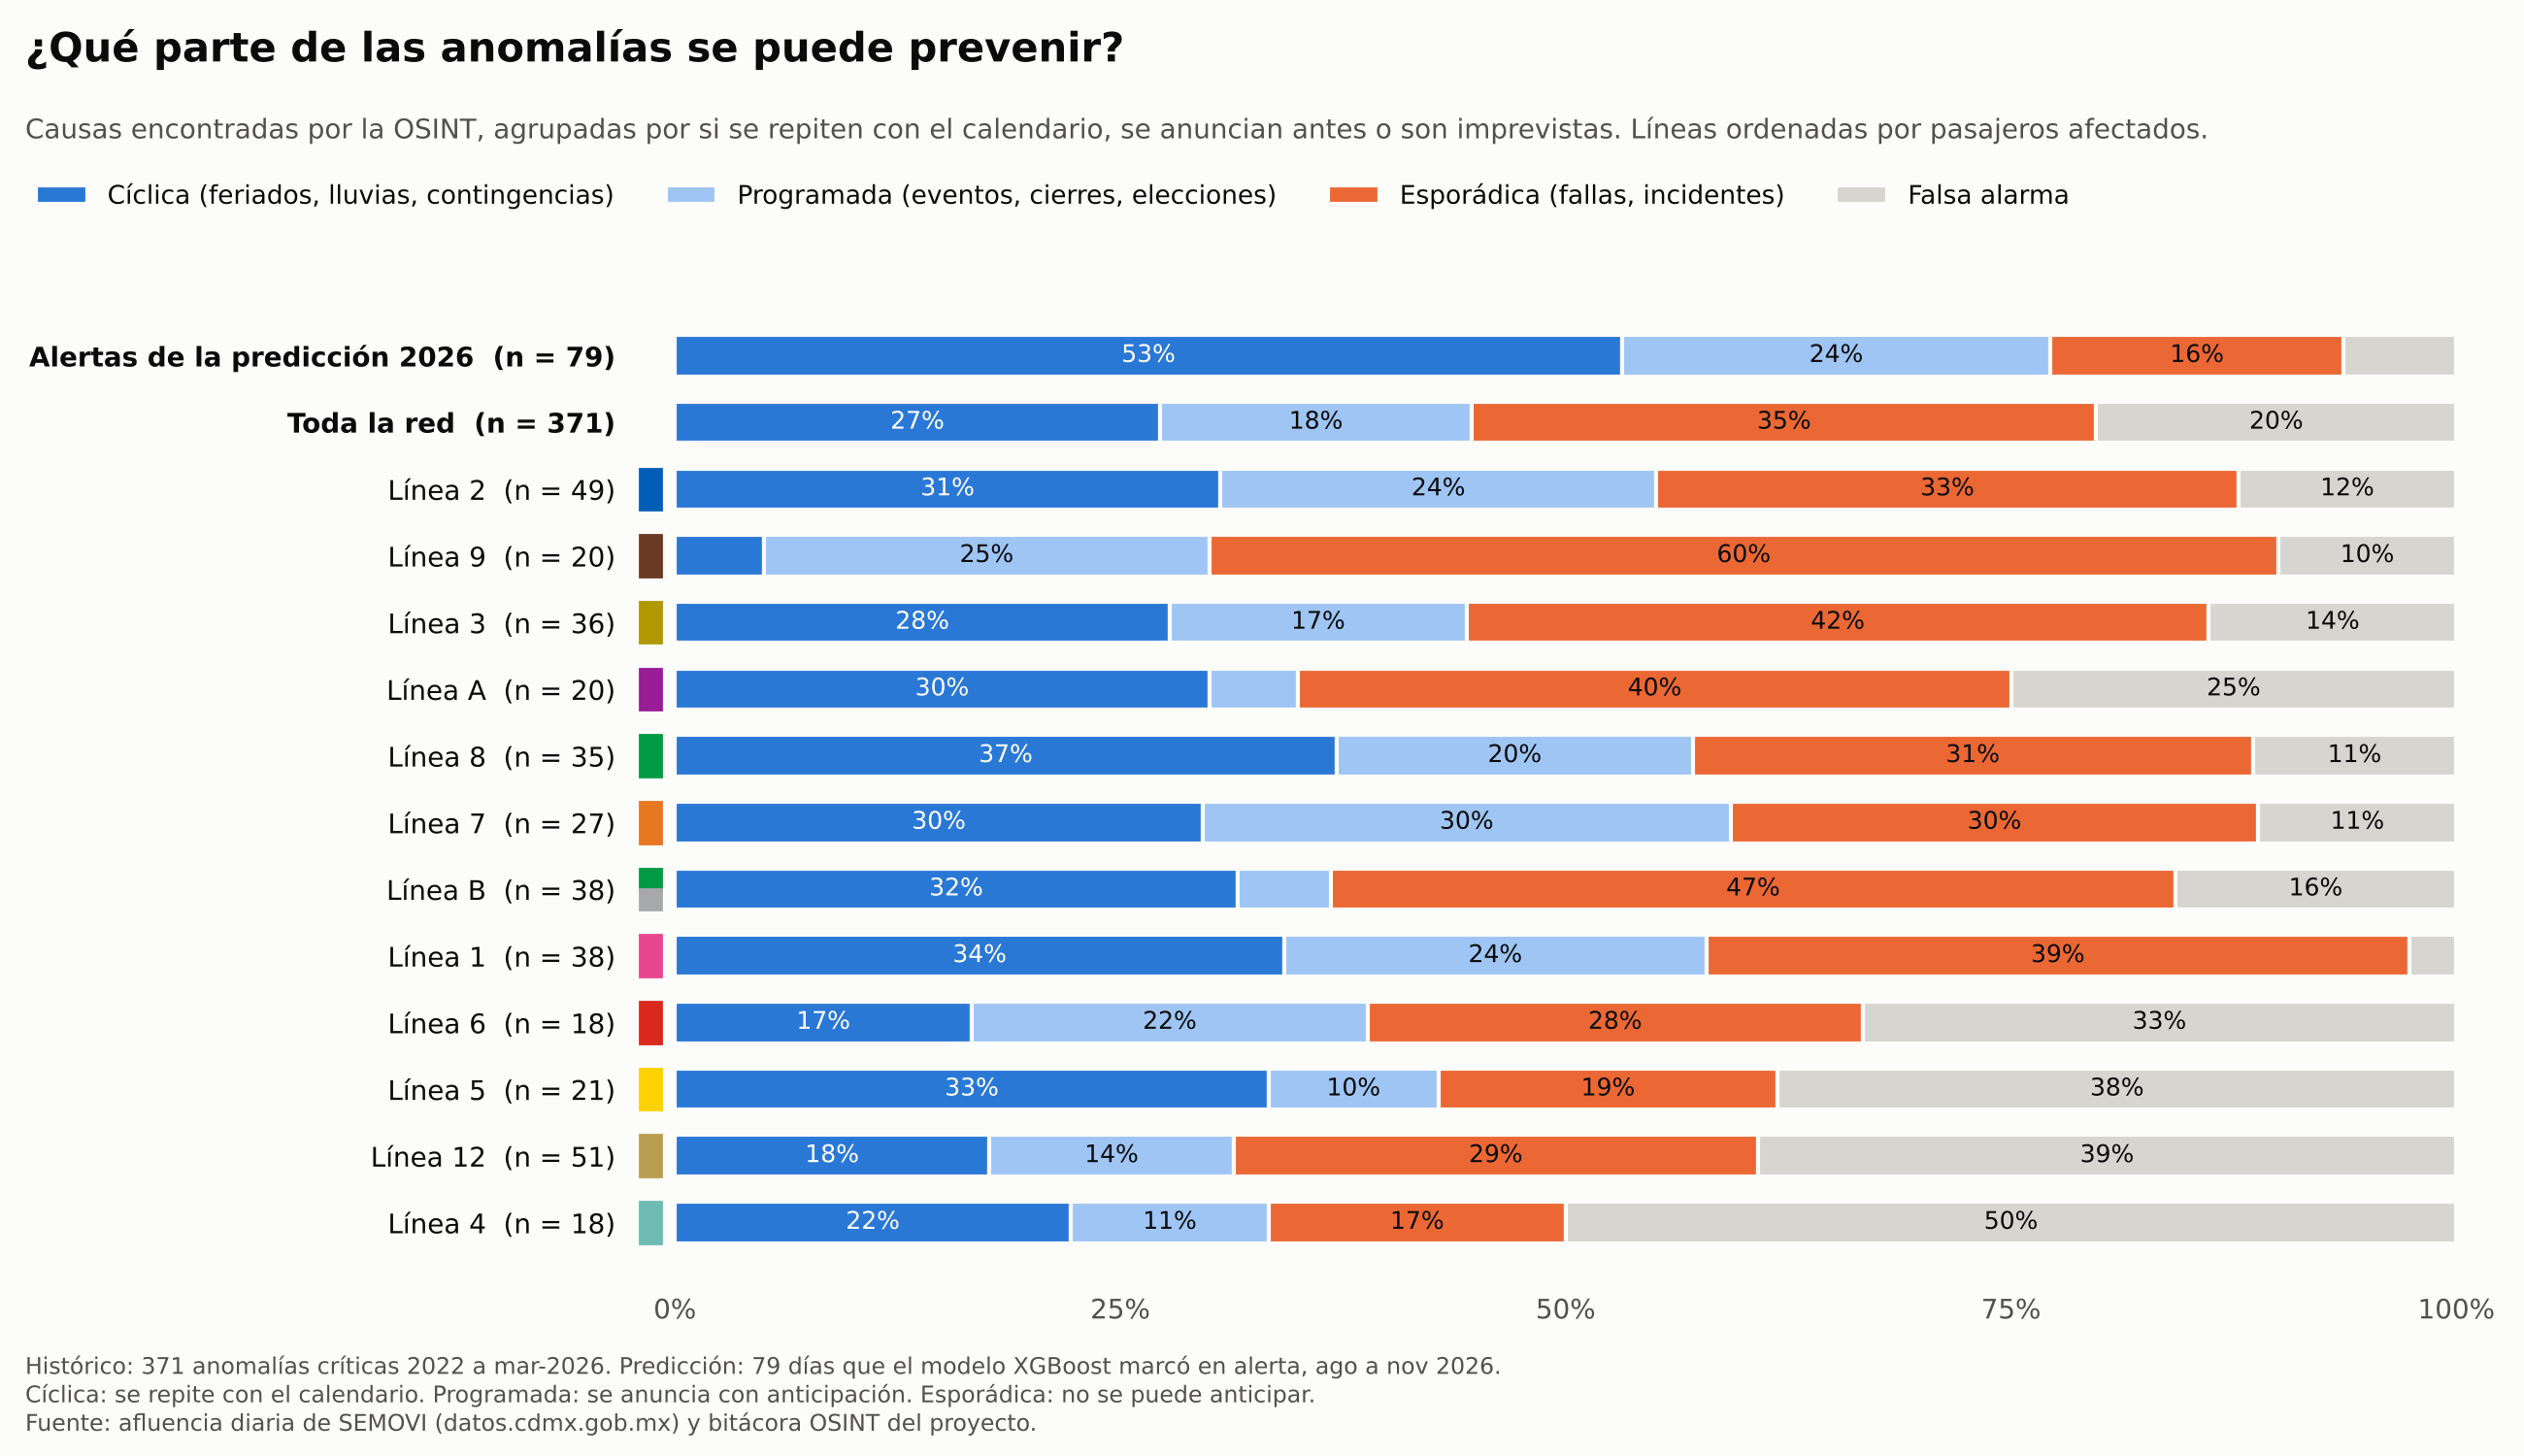 ¿Qué parte de las anomalías se puede prevenir?
Causas encontradas por la OSINT, agrupadas por si se repiten con el calendario, se anuncian antes o son imprevistas. Líneas ordenadas por pasajeros afectados.
Cíclica (feriados, lluvias, contingencias) Programada (eventos, cierres, elecciones) Esporádica (fallas, incidentes) Falsa alarma
Alertas de la predicción 2026 (n = 79) 53% 24% 16%
Toda la red (n = 371) 27% 18% 35% 20%
Línea 2 (n = 49) 31% 24% 33% 12%
Línea 9 (n = 20) 25% 60% 10%
Línea 3 (n = 36) 28% 17% 42% 14%
Línea A (n = 20) 30% 40% 25%
Línea 8 (n = 35) 37% 20% 31% 11%
Línea 7 (n = 27) 30% 30% 30% 11%
Línea B (n = 38) 32% 47% 16%
Línea 1 (n = 38) 34% 24% 39%
Línea 6 (n = 18) 17% 22% 28% 33%
Línea 5 (n = 21) 33% 10% 19% 38%
Línea 12 (n = 51) 18% 14% 29% 39%
Línea 4 (n = 18) 22% 11% 17% 50%
0% 25% 50% 75% 100%
Histórico: 371 anomalías críticas 2022 a mar-2026. Predicción: 79 días que el modelo XGBoost marcó en alerta, ago a nov 2026.
Cíclica: se repite con el calendario. Programada: se anuncia con anticipación. Esporádica: no se puede anticipar.
Fuente: afluencia diaria de SEMOVI (datos.cdmx.gob.mx) y bitácora OSINT del proyecto.